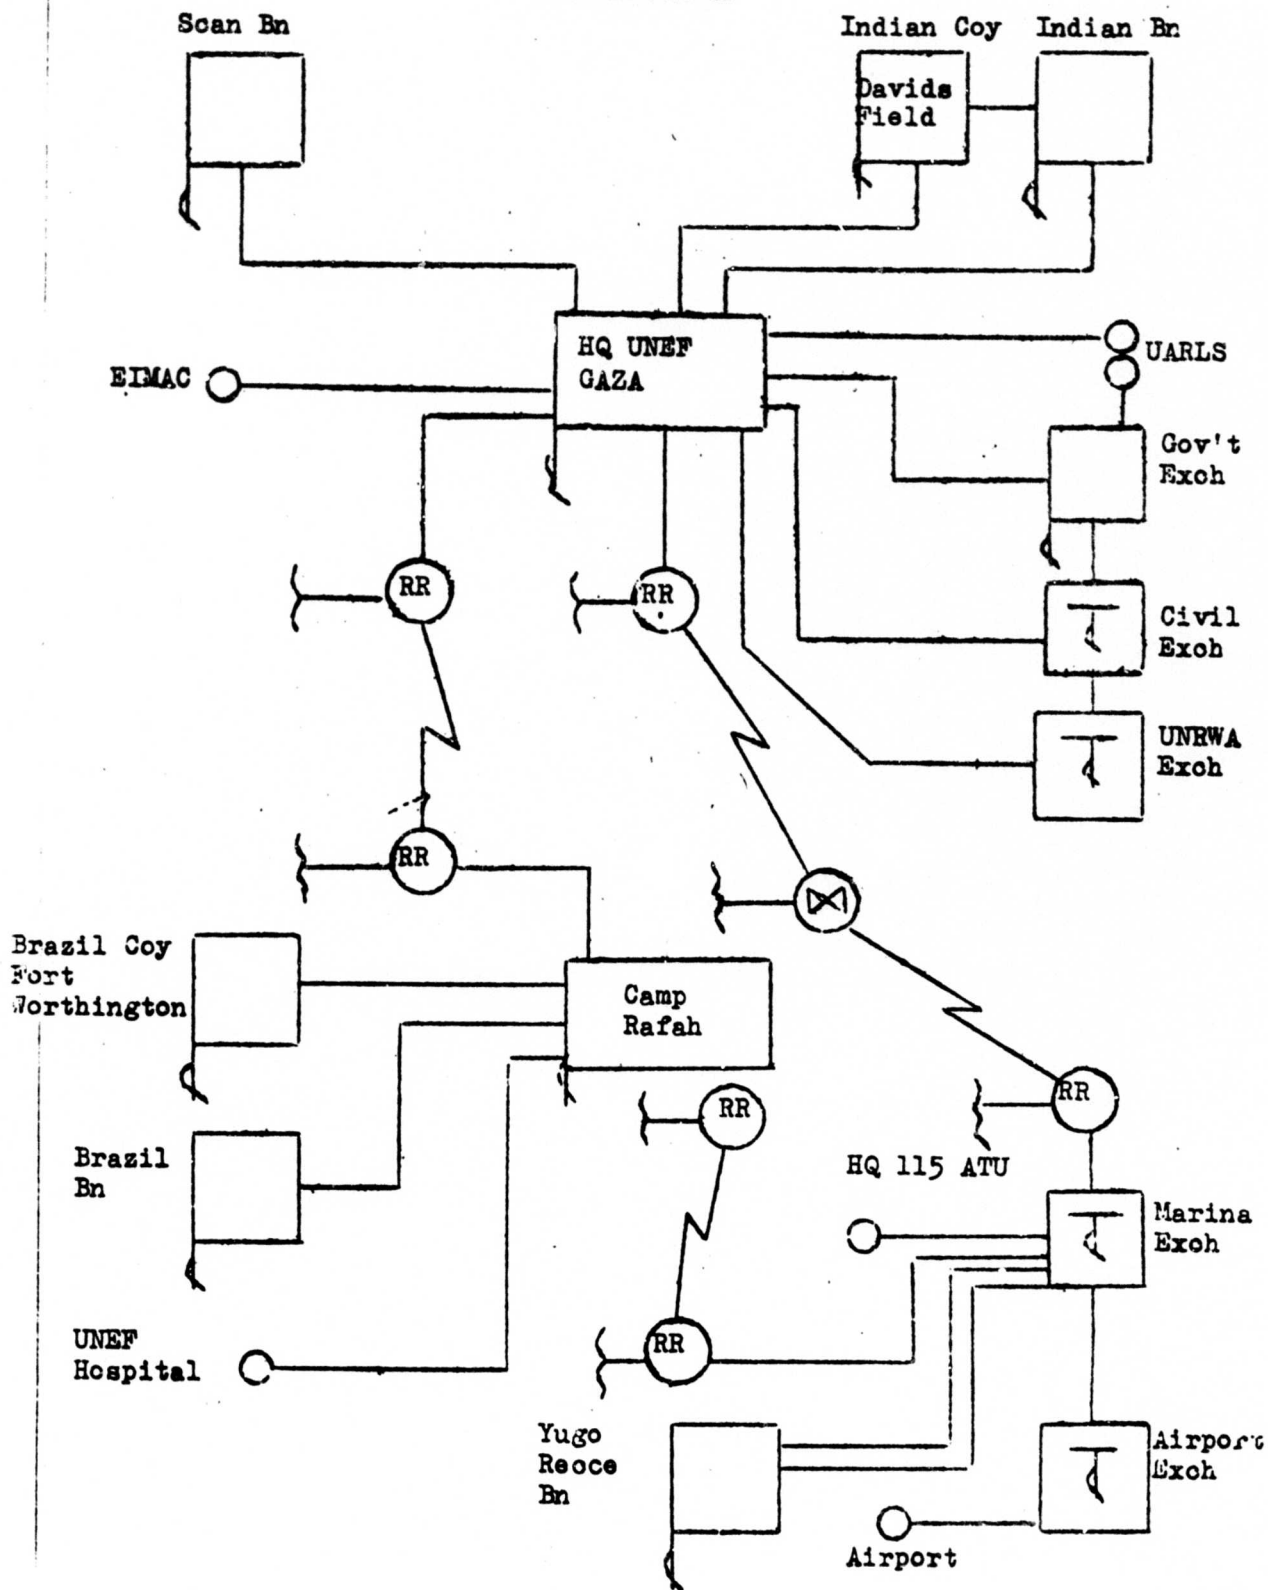 Scan Bn
Indian Coy
Indian Bn
Davids
Field
HQ UNEF
GAZA
UARLS
EIMAC
Gov't
Exch
RR
RR
Civil
Exch
UNRWA
Exch
RR
Brazil Coy
Fort
Worthington
Camp
Rafah
RR
RR
HQ 115 ATU
Brazil
Bn
Marina
Exch
UNEF
Hospital
RR
Yugo
Recce
Bn
Airport
Exch
Airport